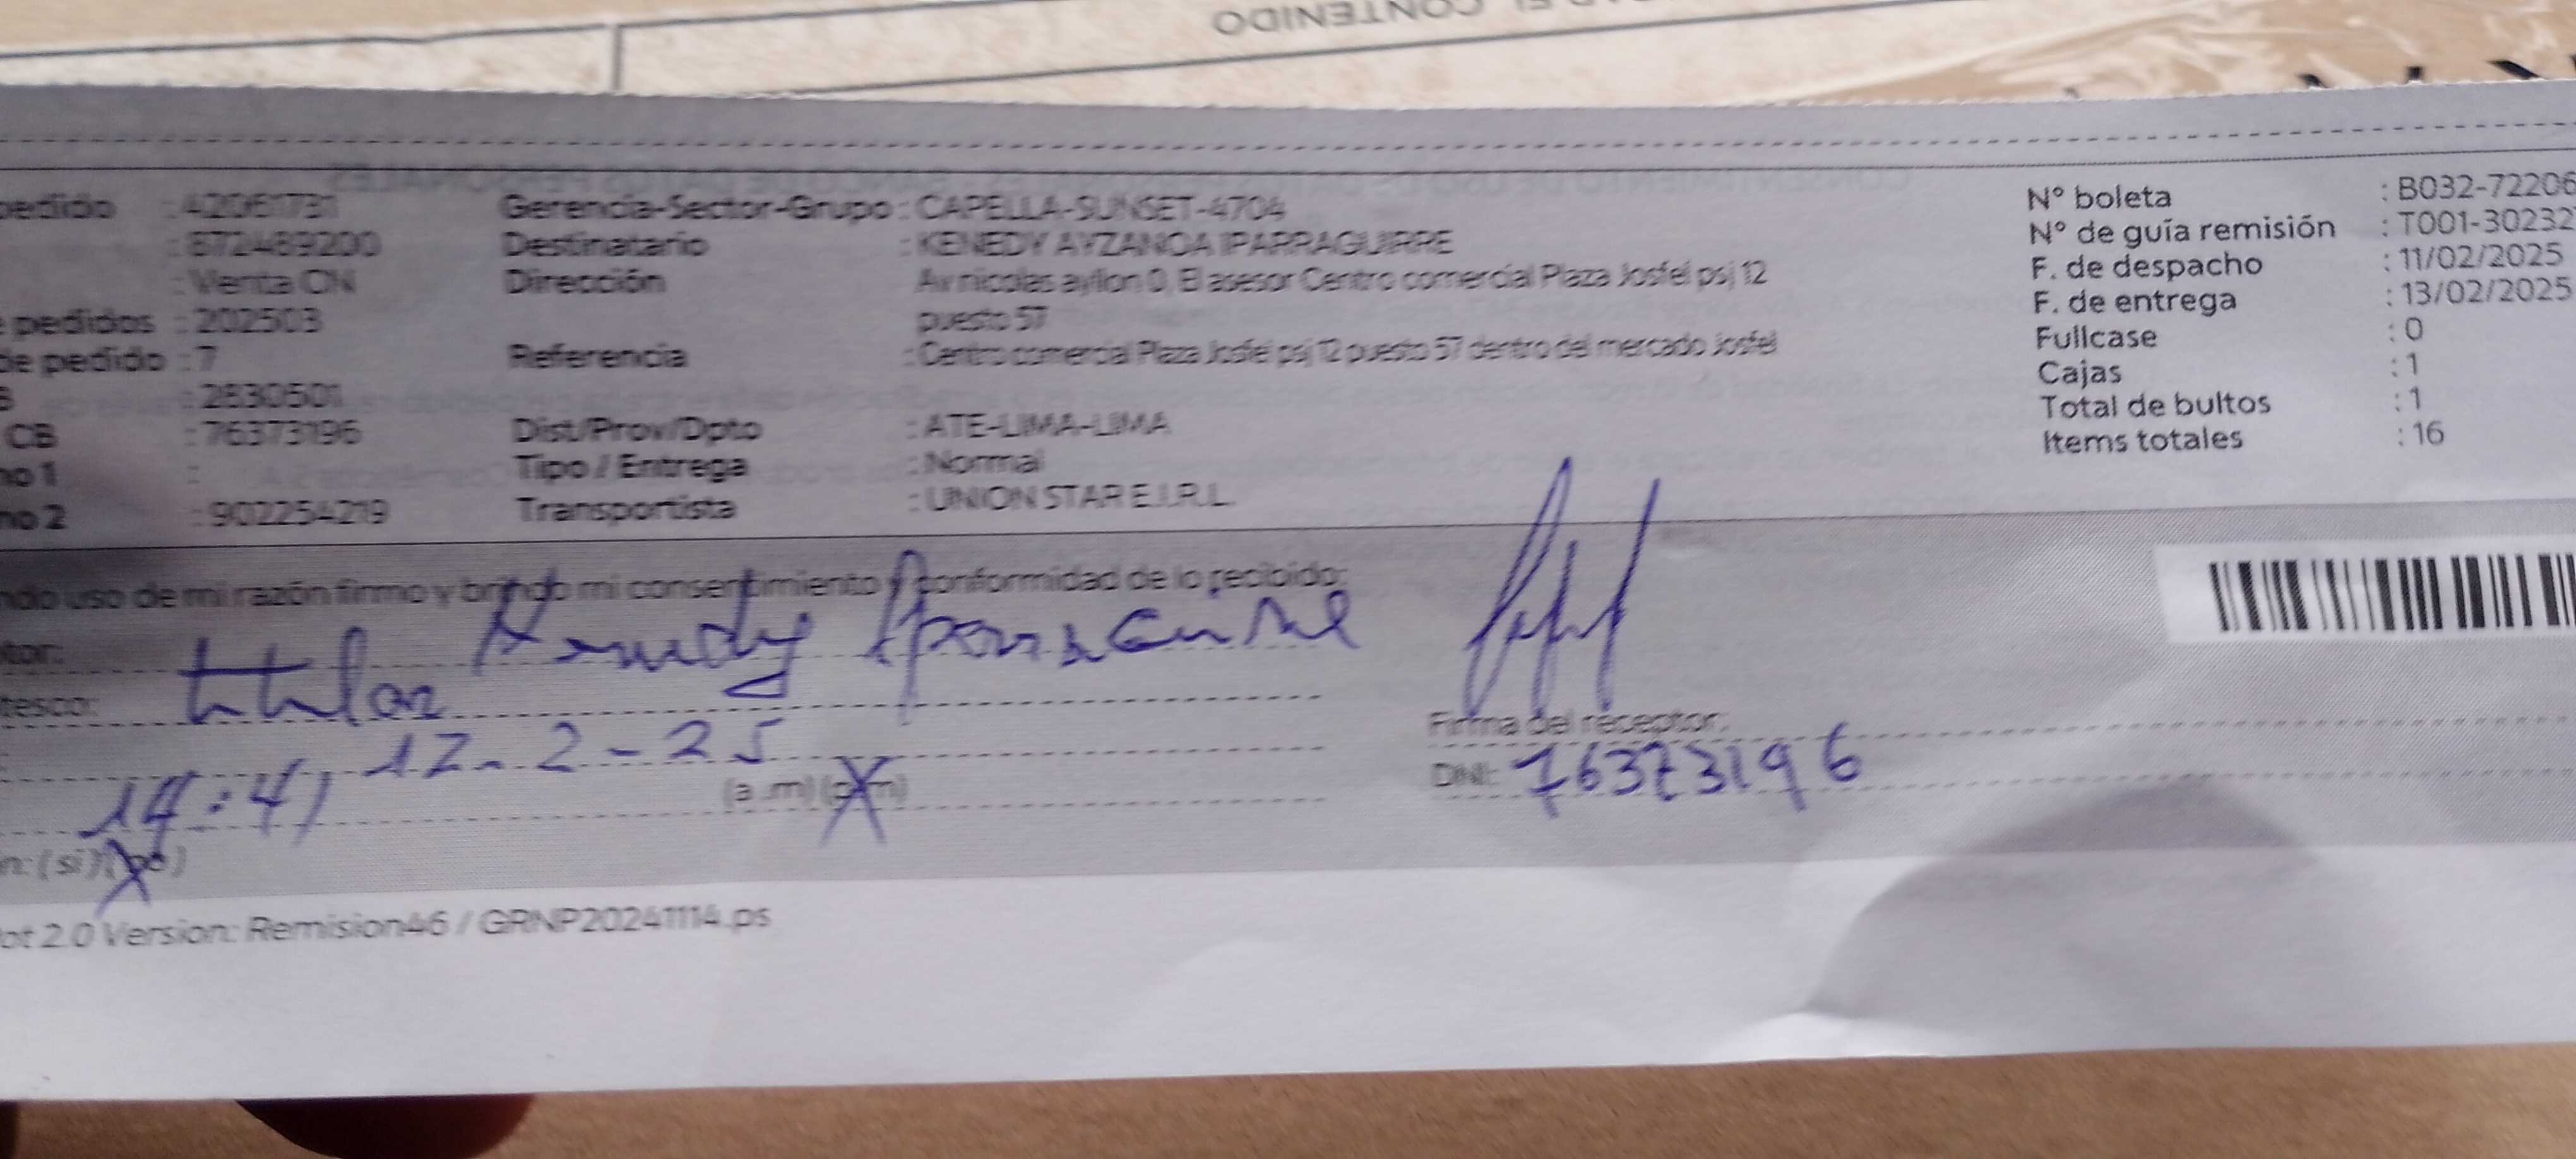 AR EL CONTENIDO
pedido : 42061731 Gerencia-Sector-Grupo : CAPELLA-SUNSET-4704 N° boleta : B032-72206
: 872489200 Destinatario : KENEDY AYZANOA IPARRAGUIRRE N° de guía remisión : T001-30232
: Venta CN Dirección : Av nicolas ayllon 0, El asesor Centro comercial Plaza Josfel psj 12 F. de despacho : 11/02/2025
e pedidos : 202503 puesto 57 F. de entrega : 13/02/2025
de pedido : 7 Referencia : Centro comercial Plaza Josfel psj 12 puesto 57 dentro del mercado josfel Fullcase : 0
B : 2830501 Cajas : 1
CB : 76373196 Dist/Prov/Dpto : ATE-LIMA-LIMA Total de bultos : 1
no 1 : Tipo / Entrega : Normal Items totales : 16
no 2 : 902254219 Transportista : UNION STAR E.I.R.L.
ndo uso de mi razón firmo y brindo mi consentimiento y conformidad de lo recibido:
tor: Kenedy Iparraguirre
tesco: titular
: 12-2-25 Firma del receptor:
14:41 (a .m) (p.m) DNI: 76373196
n: (si) (no)
ot 2.0 Version: Remision46 / GRNP20241114.ps